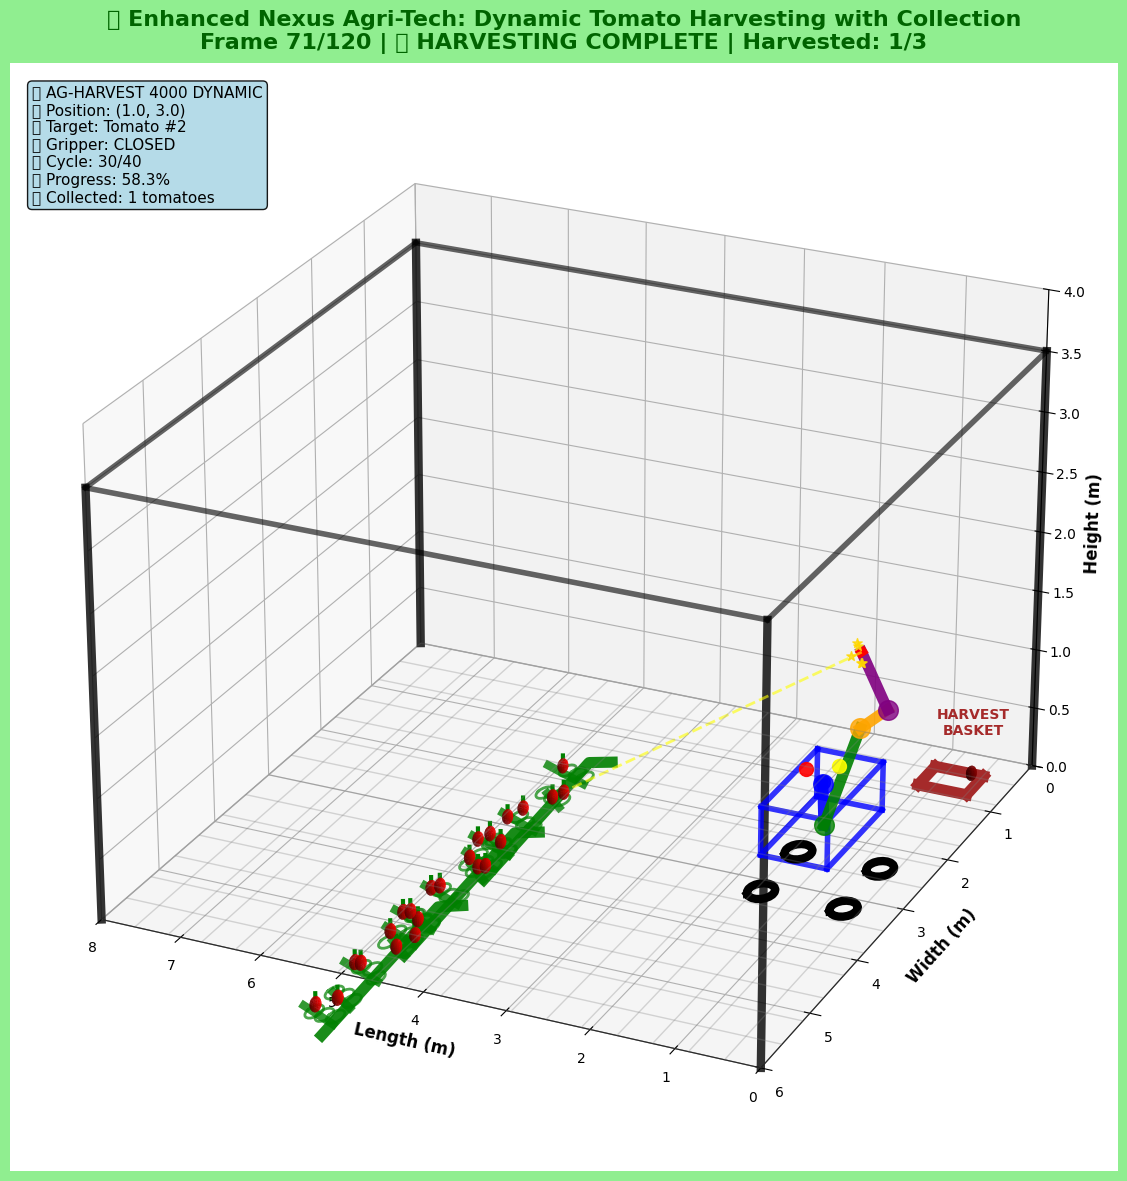 ▯ Enhanced Nexus Agri-Tech: Dynamic Tomato Harvesting with Collection
Frame 71/120 | ▯ HARVESTING COMPLETE | Harvested: 1/3
▯ AG-HARVEST 4000 DYNAMIC
▯ Position: (1.0, 3.0)
▯ Target: Tomato #2
▯ Gripper: CLOSED
▯ Cycle: 30/40
▯ Progress: 58.3%
▯ Collected: 1 tomatoes
4.0
3.5
3.0
2.5
2.0
1.5
1.0
0.5
0.0
Height (m)
HARVEST
BASKET
0
1
2
3
4
5
6
Width (m)
8
7
6
5
4
3
2
1
0
Length (m)